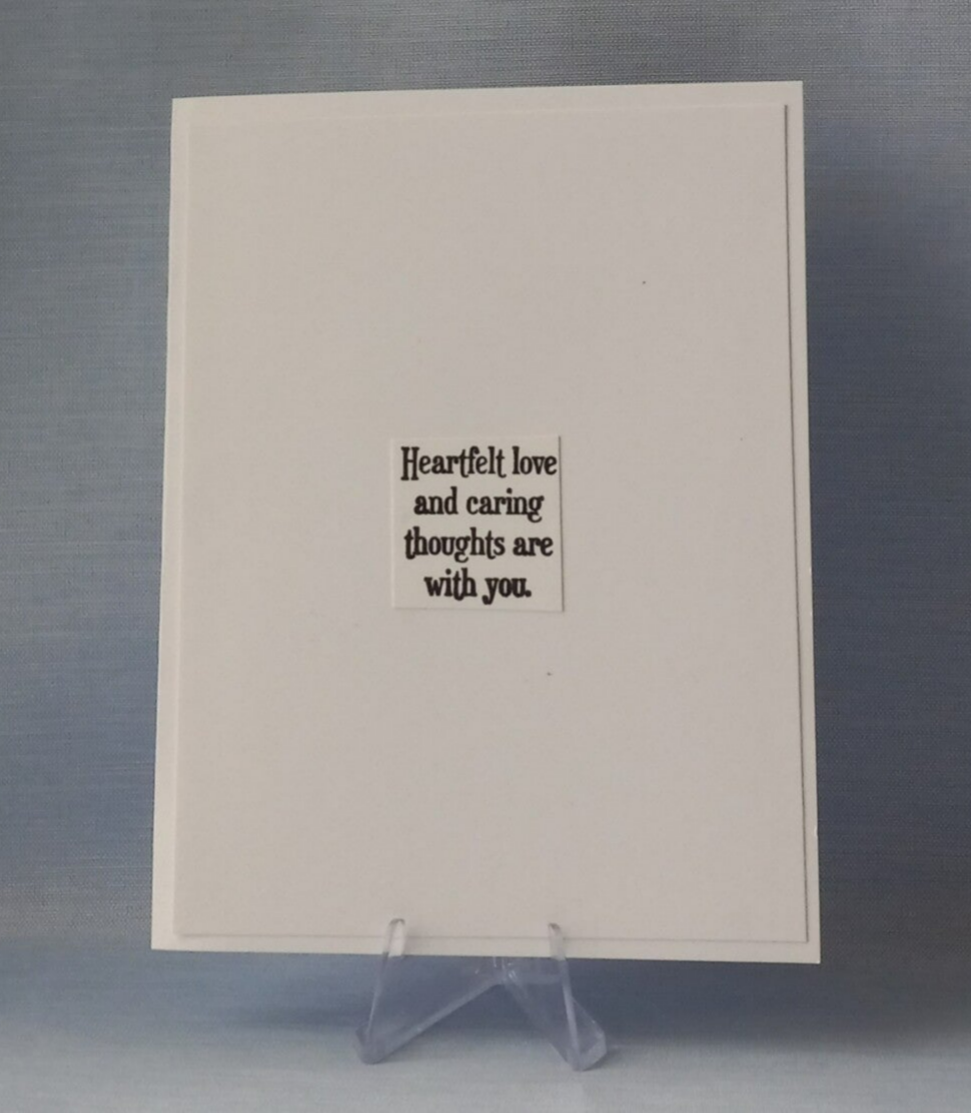 Heartfelt love
and caring
thoughts are
with you.